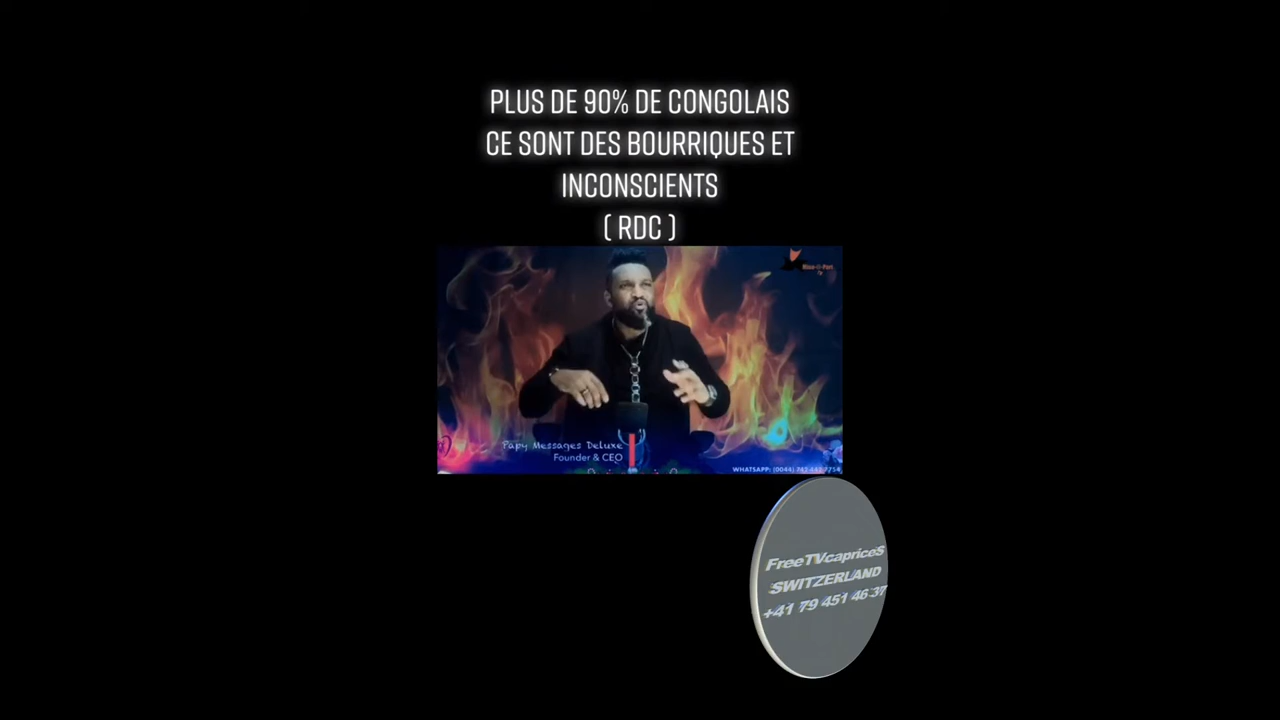 PLUS DE 90% DE CONGOLAIS
CE SONT DES BOURRIQUES ET
INCONSCIENTS
( RDC )
Papy Messages Deluxe
Founder & CEO
WHATSAPP: (0044)
FreeTVcapriceS
SWITZERLAND
+41 79 451 46 37